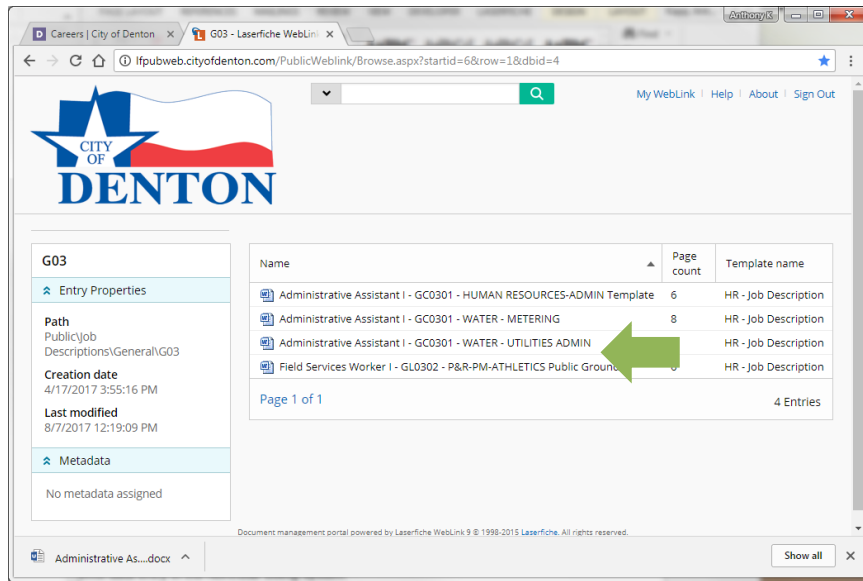 Anthony K
Careers | City of Denton
G03 - Laserfiche WebLin
lfpubweb.cityofdenton.com/PublicWeblink/Browse.aspx?startid=6&row=1&dbid=4
My WebLink | Help | About | Sign Out
CITY
OF
DENTON
G03
Entry Properties
Path
Public\Job
Descriptions\General\G03
Creation date
4/17/2017 3:55:16 PM
Last modified
8/7/2017 12:19:09 PM
Metadata
No metadata assigned
Name Page count Template name
Administrative Assistant I - GC0301 - HUMAN RESOURCES-ADMIN Template 6 HR - Job Description
Administrative Assistant I - GC0301 - WATER - METERING 8 HR - Job Description
Administrative Assistant I - GC0301 - WATER - UTILITIES ADMIN HR - Job Description
Field Services Worker I - GL0302 - P&R-PM-ATHLETICS Public Groun HR - Job Description
Page 1 of 1
4 Entries
Document management portal powered by Laserfiche WebLink 9 © 1998-2015 Laserfiche. All rights reserved.
Administrative As....docx
Show all